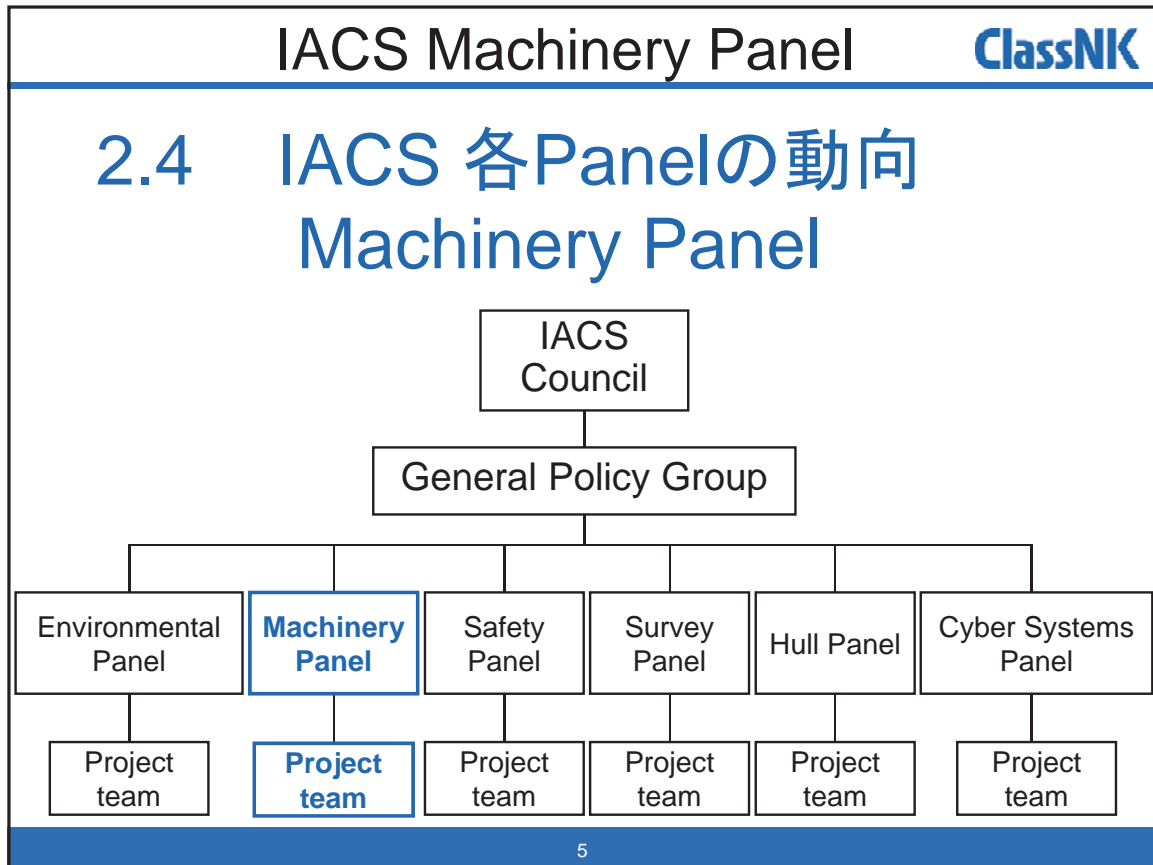 IACS Machinery Panel
ClassNK
2.4 IACS 各Panelの動向
Machinery Panel
IACS
Council
General Policy Group
Environmental
Panel
Machinery
Panel
Safety
Panel
Survey
Panel
Hull Panel
Cyber Systems
Panel
Project
team
Project
team
Project
team
Project
team
Project
team
Project
team
5